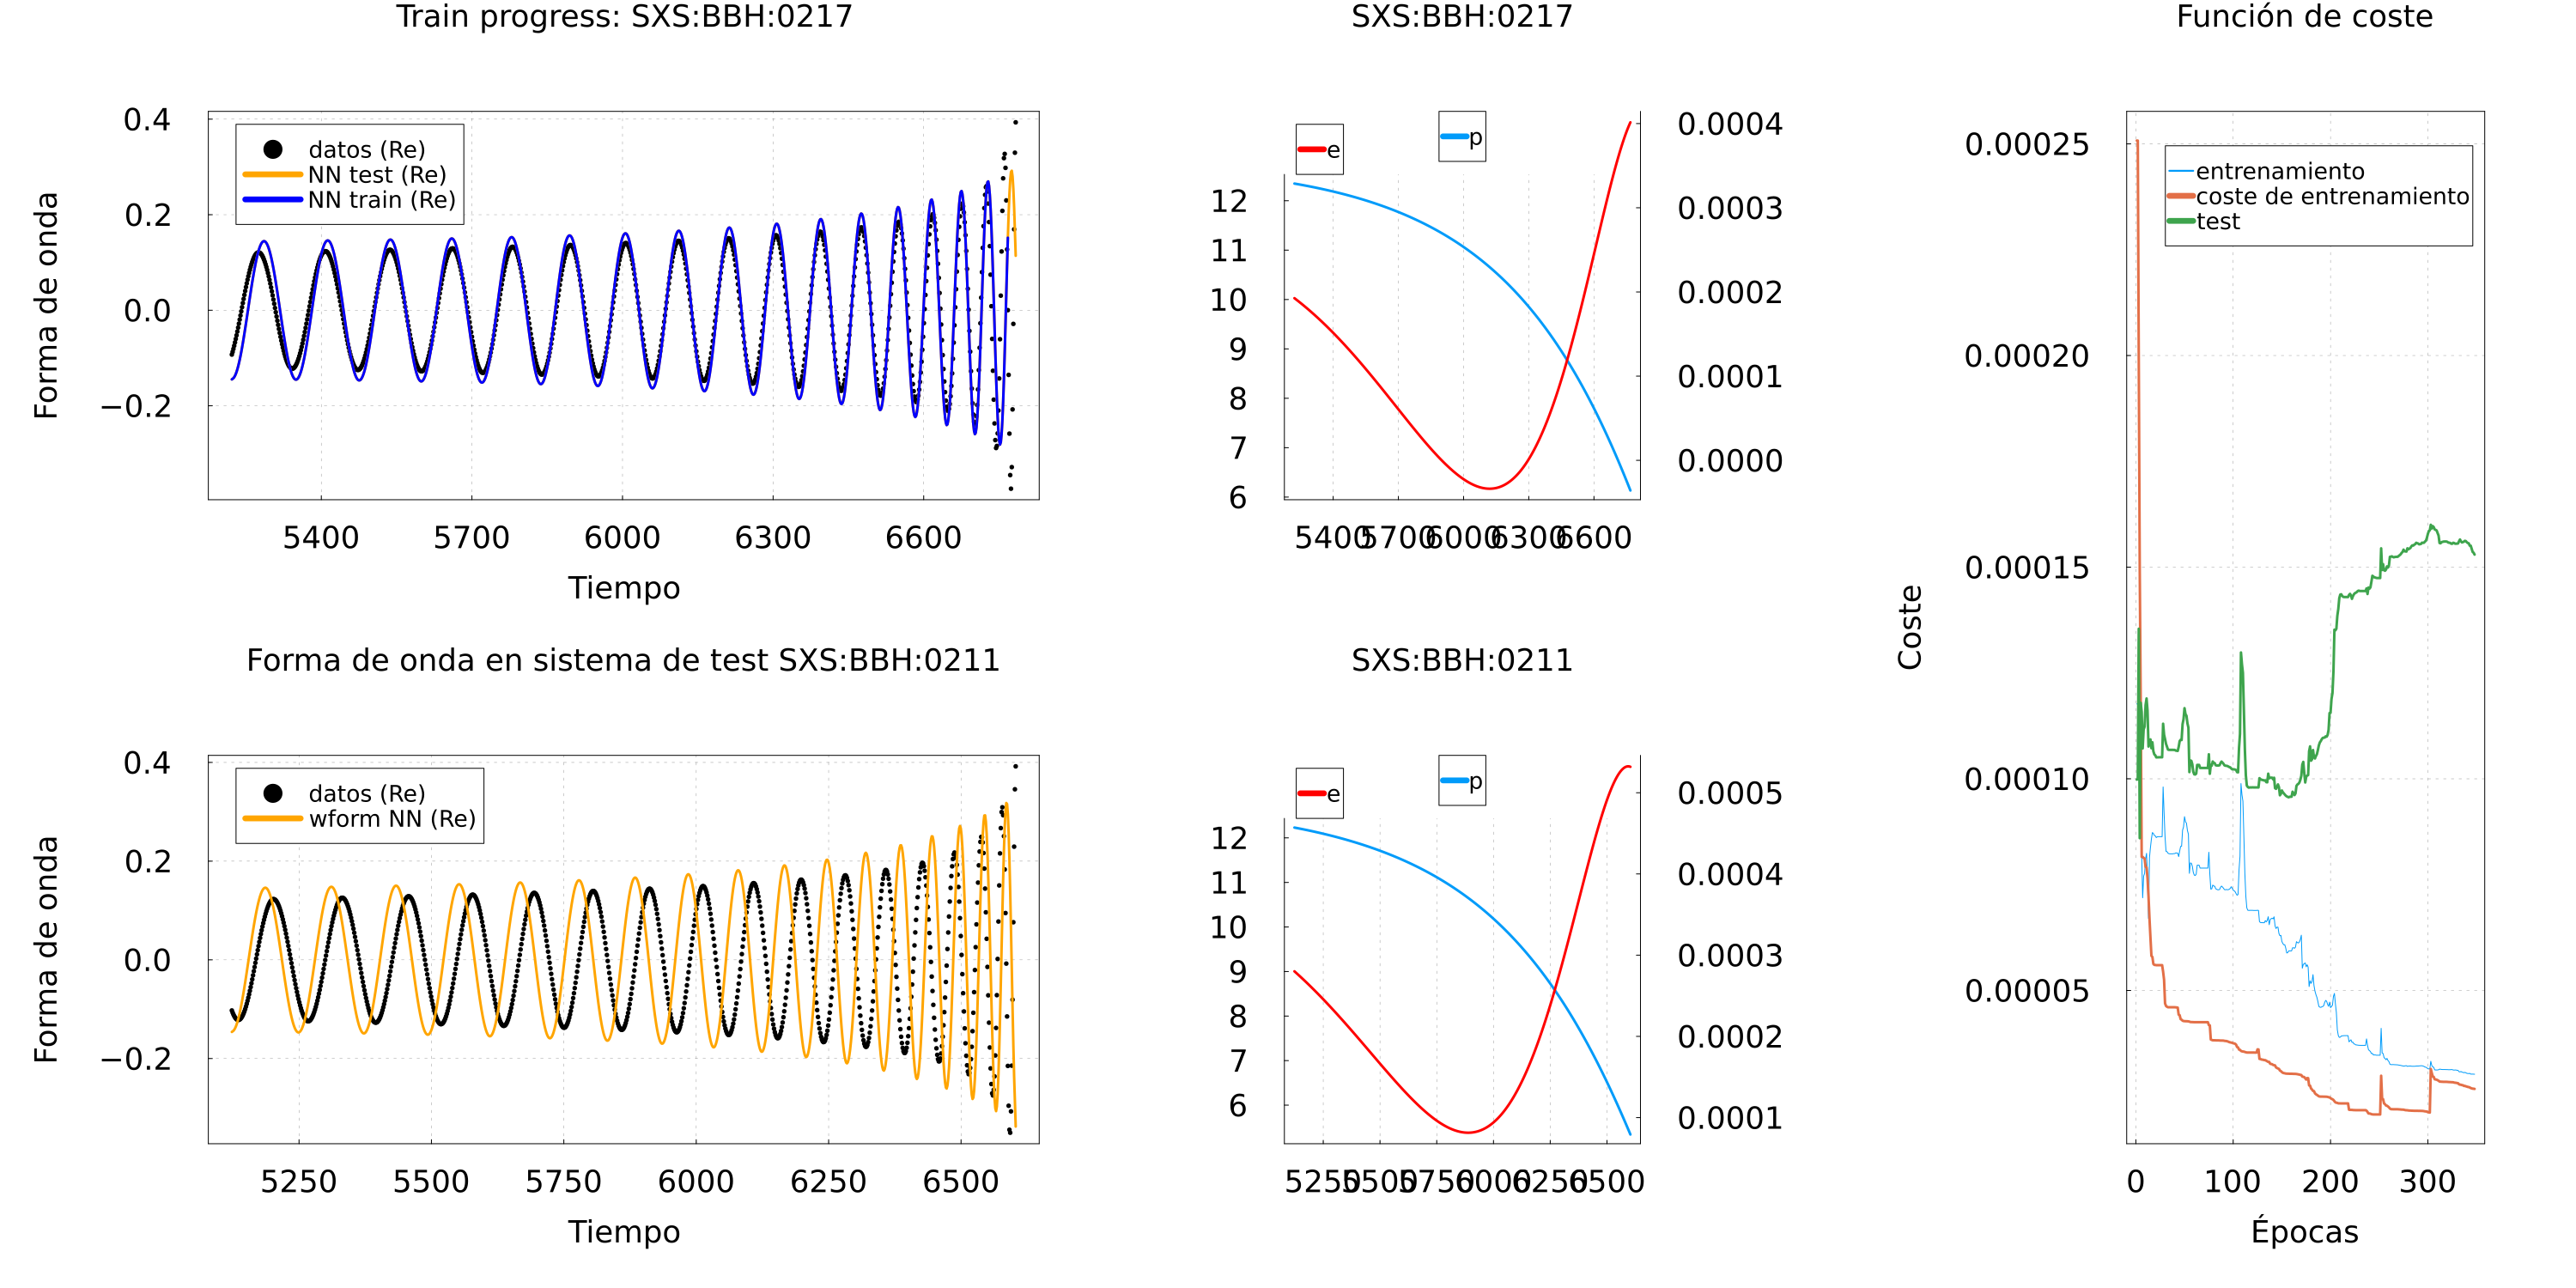 Train progress: SXS:BBH:0217
datos (Re)
NN test (Re)
NN train (Re)
0.4
0.2
0.0
−0.2
Forma de onda
5400 5700 6000 6300 6600
Tiempo
SXS:BBH:0217
e
p
12
11
10
9
8
7
6
0.0004
0.0003
0.0002
0.0001
0.0000
5400 5700 6000 6300 6600
Forma de onda en sistema de test SXS:BBH:0211
datos (Re)
wform NN (Re)
0.4
0.2
0.0
−0.2
Forma de onda
5250 5500 5750 6000 6250 6500
Tiempo
SXS:BBH:0211
e
p
12
11
10
9
8
7
6
0.0005
0.0004
0.0003
0.0002
0.0001
5250 5500 5750 6000 6250 6500
Función de coste
entrenamiento
coste de entrenamiento
test
0.00025
0.00020
0.00015
0.00010
0.00005
Coste
0 100 200 300
Épocas